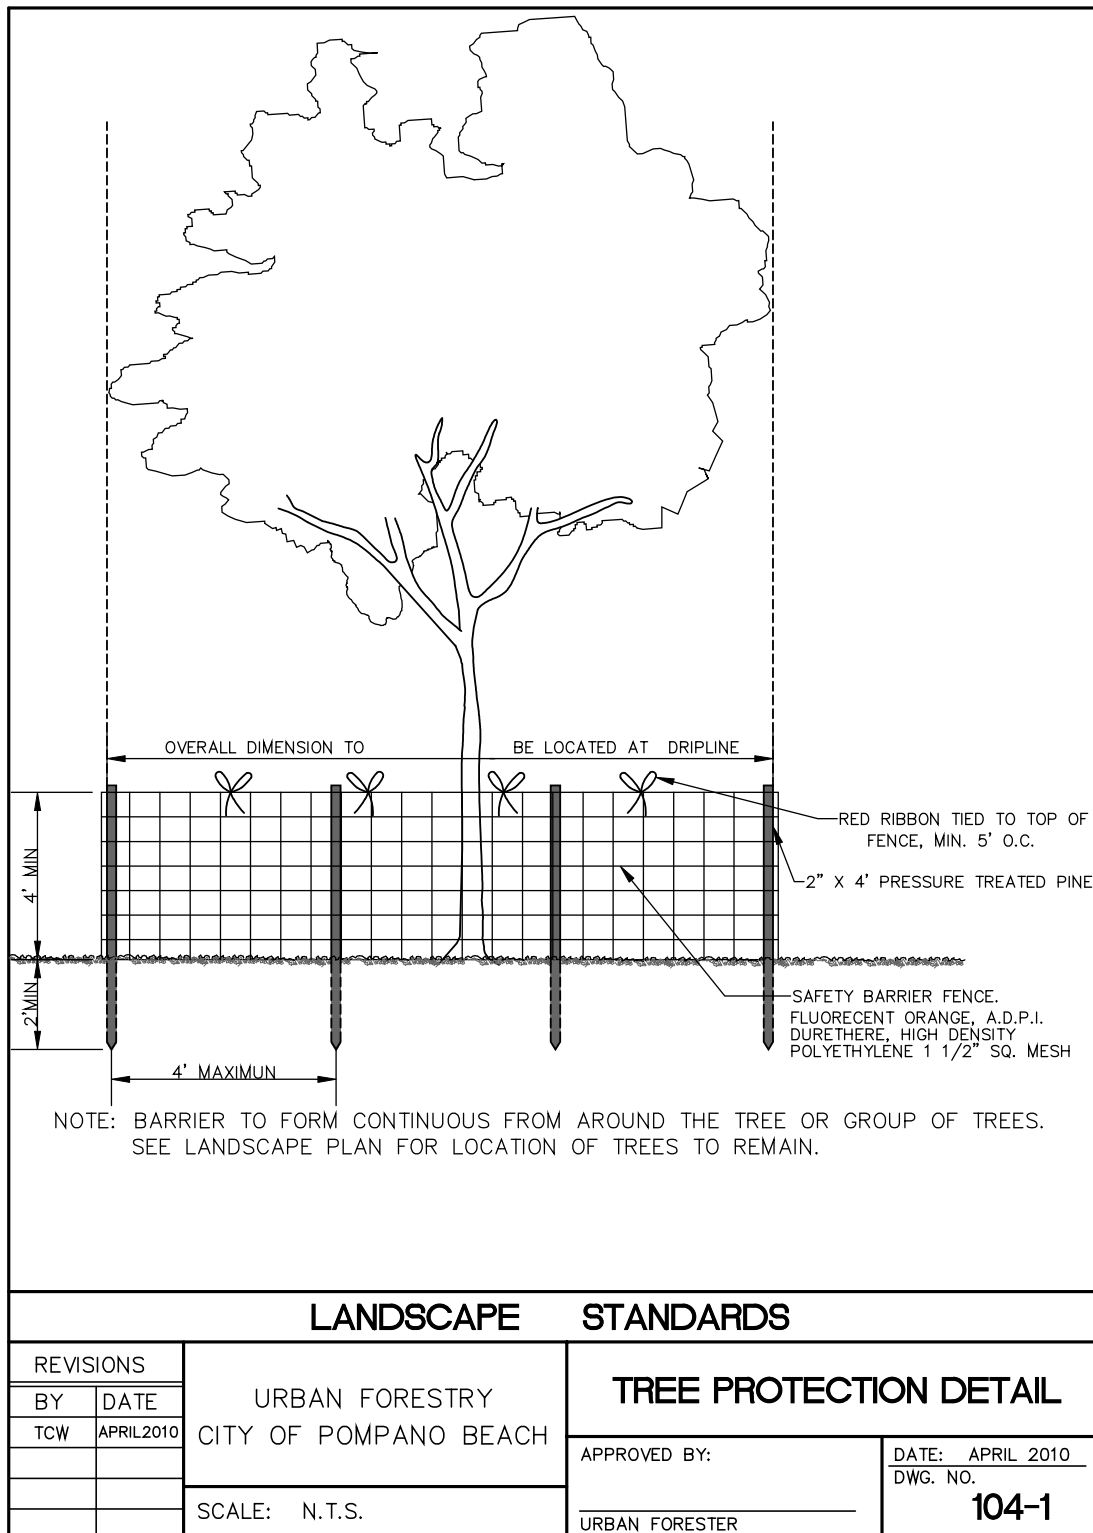 OVERALL DIMENSION TO BE LOCATED AT DRIPLINE
RED RIBBON TIED TO TOP OF
FENCE, MIN. 5' O.C.
4' MIN
2" X 4' PRESSURE TREATED PINE
2'MIN
SAFETY BARRIER FENCE.
FLUORECENT ORANGE, A.D.P.I.
DURETHERE, HIGH DENSITY
POLYETHYLENE 1 1/2" SQ. MESH
4' MAXIMUN
NOTE: BARRIER TO FORM CONTINUOUS FROM AROUND THE TREE OR GROUP OF TREES.
SEE LANDSCAPE PLAN FOR LOCATION OF TREES TO REMAIN.
LANDSCAPE STANDARDS
REVISIONS
BY DATE
TCW APRIL2010
URBAN FORESTRY
CITY OF POMPANO BEACH
SCALE: N.T.S.
TREE PROTECTION DETAIL
APPROVED BY:
URBAN FORESTER
DATE: APRIL 2010
DWG. NO.
104-1